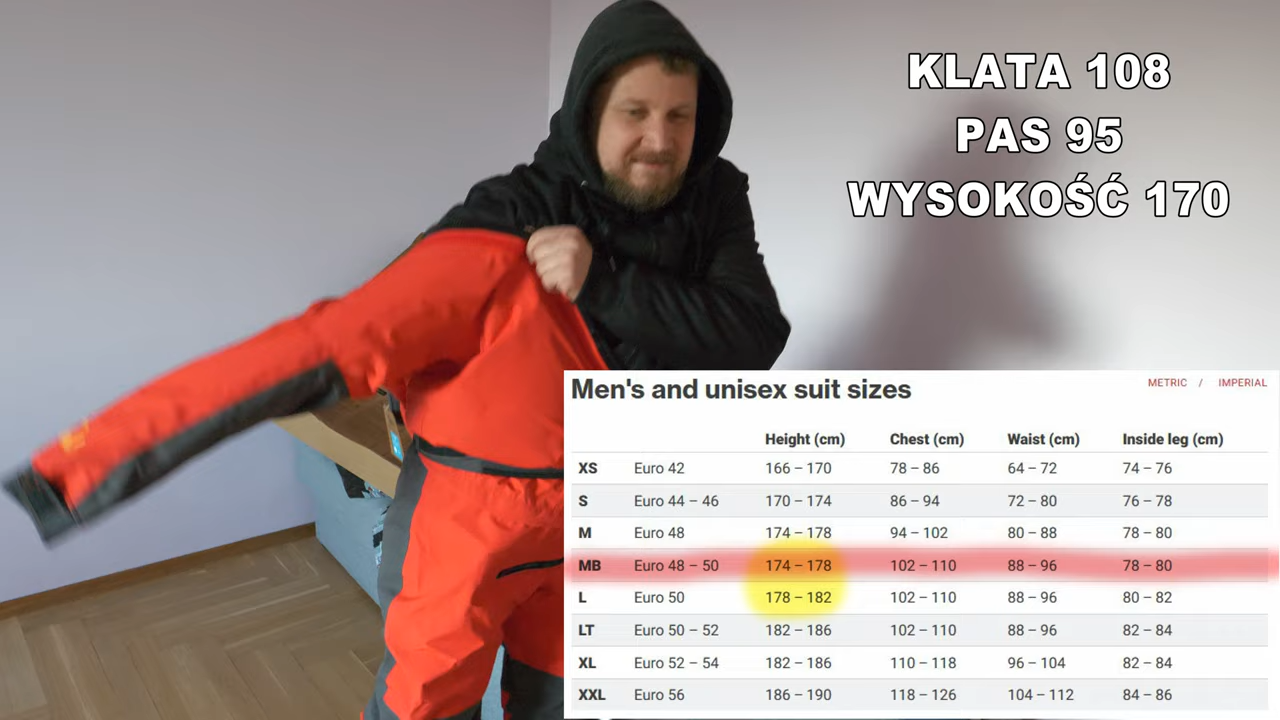 KLATA 108
PAS 95
WYSOKOŚĆ 170
Men's and unisex suit sizes
METRIC / IMPERIAL
Height (cm) Chest (cm) Waist (cm) Inside leg (cm)
XS Euro 42 166 – 170 78 – 86 64 – 72 74 – 76
S Euro 44 – 46 170 – 174 86 – 94 72 – 80 76 – 78
M Euro 48 174 – 178 94 – 102 80 – 88 78 – 80
MB Euro 48 – 50 174 – 178 102 – 110 88 – 96 78 – 80
L Euro 50 178 – 182 102 – 110 88 – 96 80 – 82
LT Euro 50 – 52 182 – 186 102 – 110 88 – 96 82 – 84
XL Euro 52 – 54 182 – 186 110 – 118 96 – 104 82 – 84
XXL Euro 56 186 – 190 118 – 126 104 – 112 84 – 86